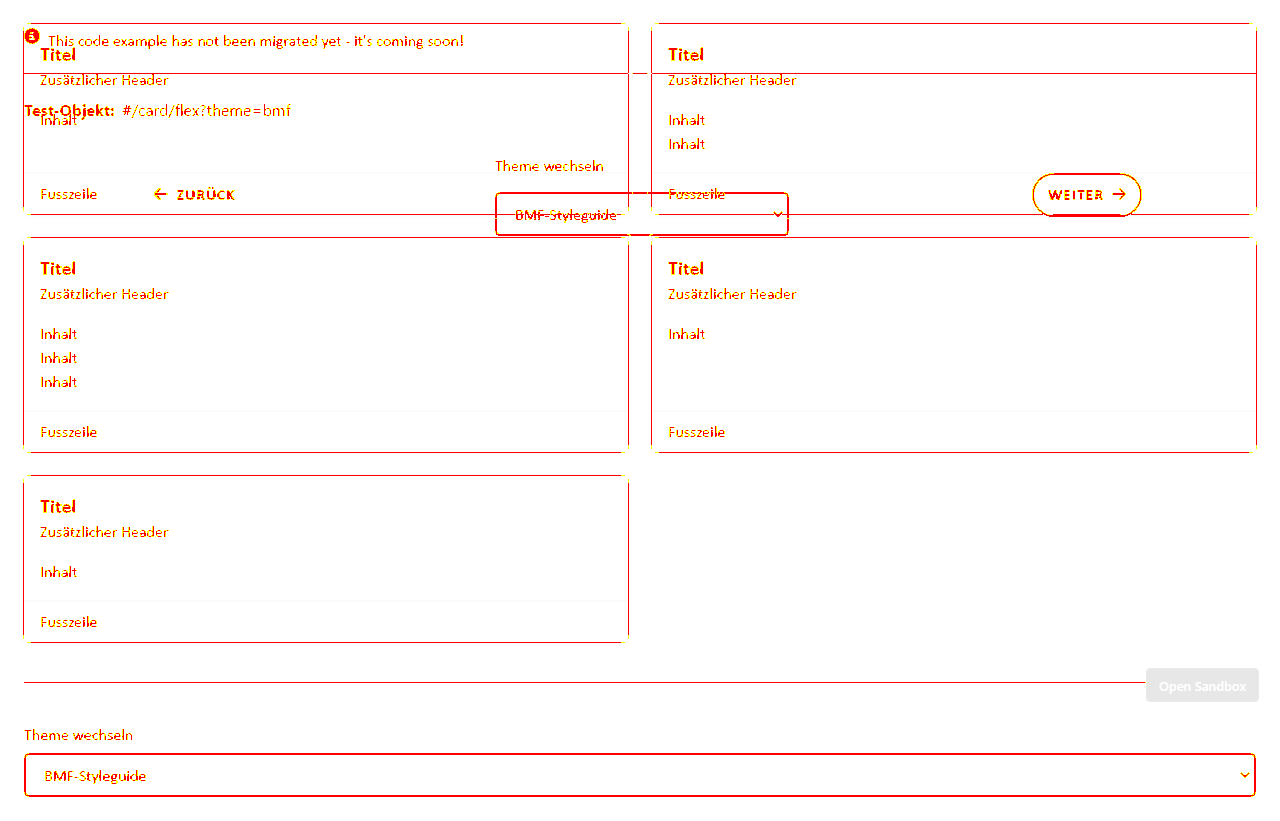 This code example has not been migrated yet - it's coming soon!
Titel
Titel
Zusätzlicher Header
Zusätzlicher Header
Test-Objekt: #/card/flex?theme=bmf
Inhalt
Inhalt
Inhalt
Theme wechseln
Fusszeile
ZURÜCK
Fusszeile
WEITER
BMF-Styleguide
Titel
Titel
Zusätzlicher Header
Zusätzlicher Header
Inhalt
Inhalt
Inhalt
Inhalt
Fusszeile
Fusszeile
Titel
Zusätzlicher Header
Inhalt
Fusszeile
Open Sandbox
Theme wechseln
BMF-Styleguide